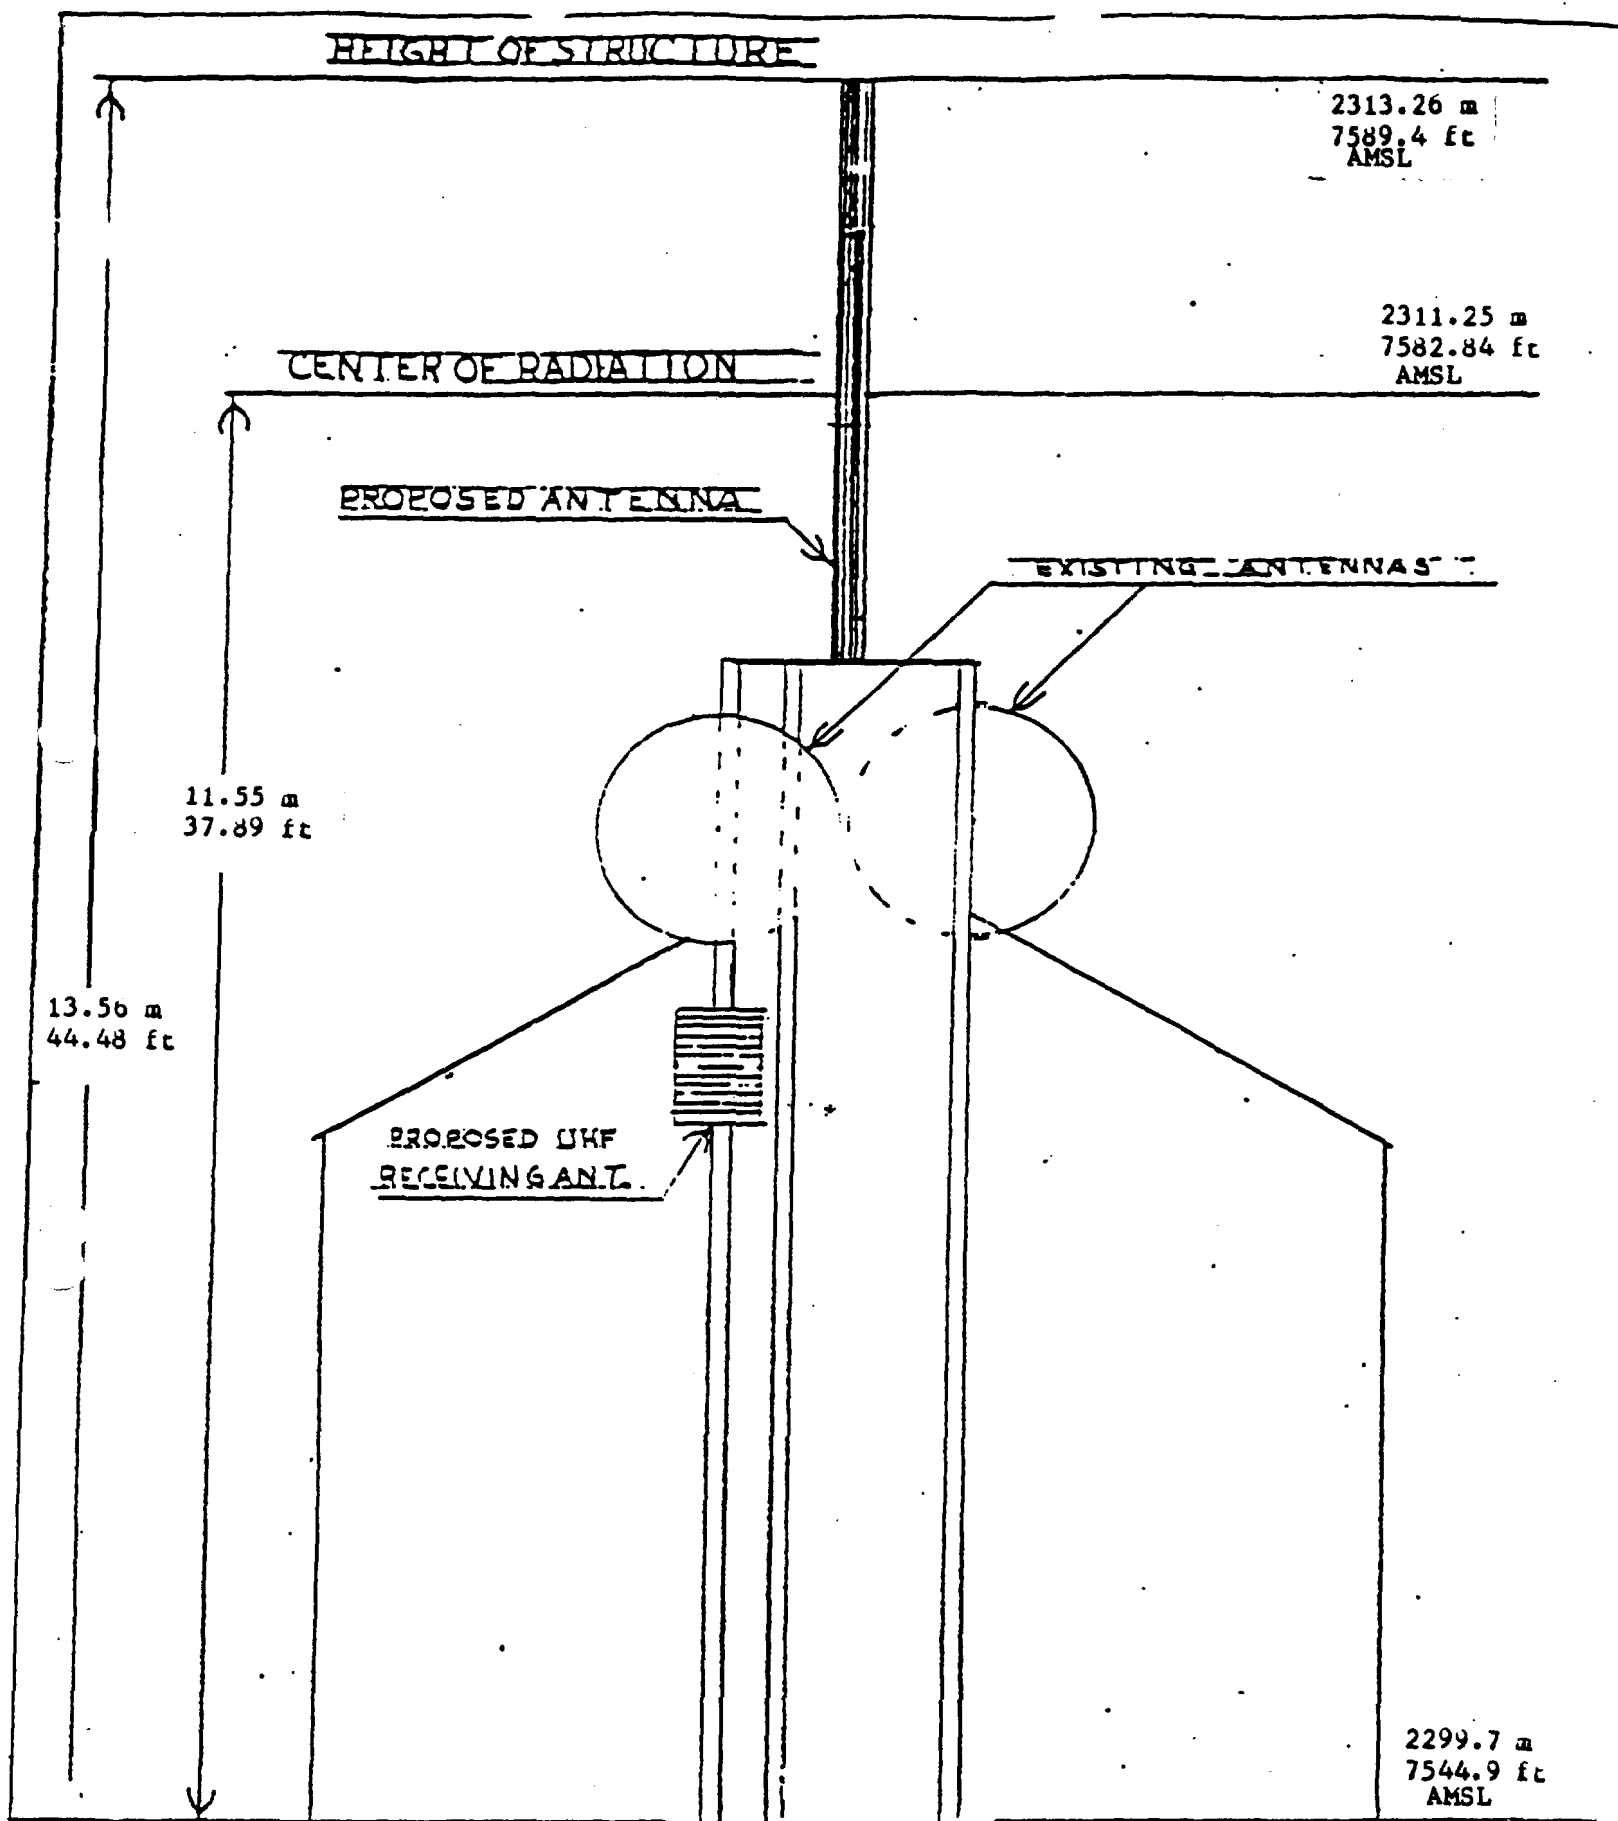 HEIGHT OF STRUCTURE
2313.26 m
7589.4 ft
AMSL
2311.25 m
7582.84 ft
AMSL
CENTER OF RADIATION
PROPOSED ANTENNA
EXISTING ANTENNAS
11.55 m
37.89 ft
13.56 m
44.48 ft
PROPOSED UHF
RECEIVING ANT.
2299.7 m
7544.9 ft
AMSL